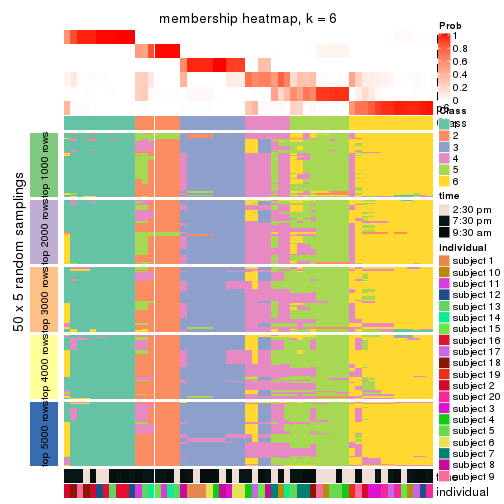 membership heatmap, k = 6
Prob
1
0.8
0.6
0.4
0.2
0
Class
1
2
3
4
5
6
time
2:30 pm
7:30 pm
9:30 am
individual
subject 1
subject 10
subject 11
subject 12
subject 13
subject 14
subject 15
subject 16
subject 17
subject 18
subject 19
subject 2
subject 20
subject 3
subject 4
subject 5
subject 6
subject 7
subject 8
subject 9
50 x 5 random samplings
top 1000 rows
top 2000 rows
top 3000 rows
top 4000 rows
top 5000 rows
individual